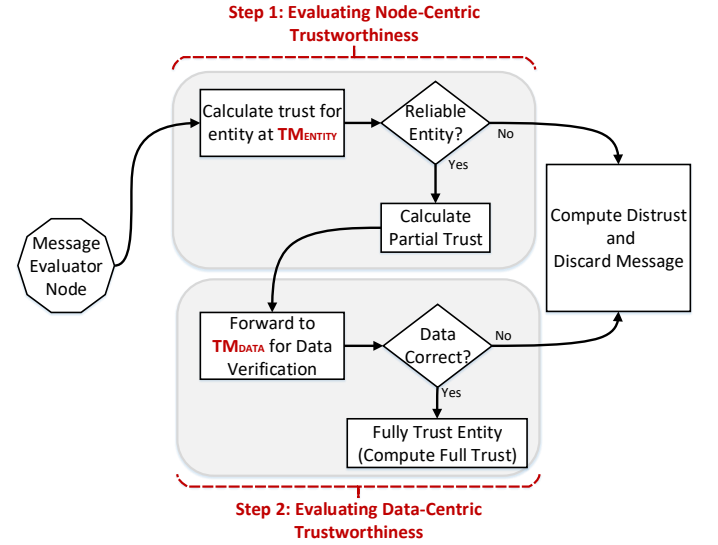 Step 1: Evaluating Node-Centric
Trustworthiness
Calculate trust for
entity at TMENTITY
Reliable
Entity?
No
Yes
Calculate
Partial Trust
Message
Evaluator
Node
Compute Distrust
and
Discard Message
Forward to
TMDATA for Data
Verification
Data
Correct?
No
Yes
Fully Trust Entity
(Compute Full Trust)
Step 2: Evaluating Data-Centric
Trustworthiness